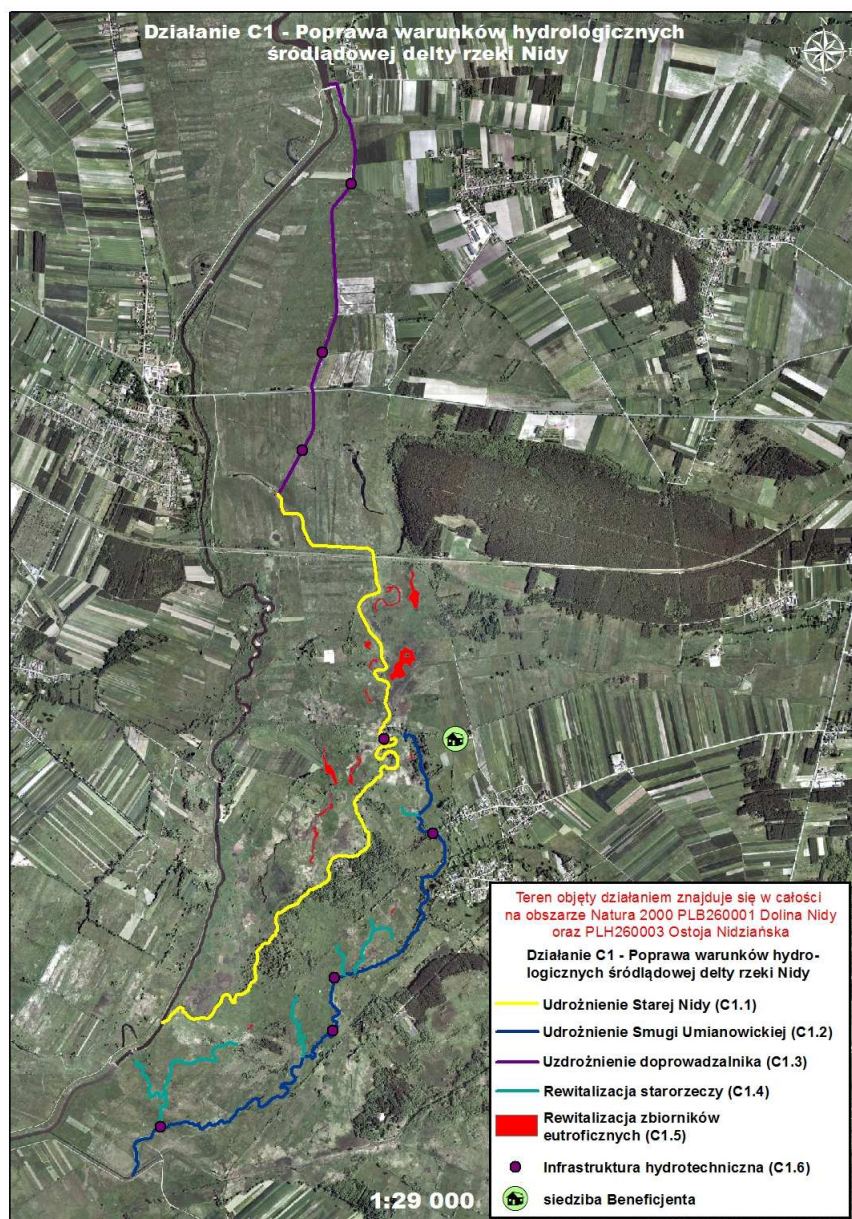 Działanie C1 - Poprawa warunków hydrologicznych
śródlądowej delty rzeki Nidy
N
W
E
S
Teren objęty działaniem znajduje się w całości
na obszarze Natura 2000 PLB260001 Dolina Nidy
oraz PLH260003 Ostoja Nidziańska
Działanie C1 - Poprawa warunków hydro-
logicznych śródlądowej delty rzeki Nidy
Udrożnienie Starej Nidy (C1.1)
Udrożnienie Smugi Umianowickiej (C1.2)
Uzdrożnienie doprowadzalnika (C1.3)
Rewitalizacja starorzeczy (C1.4)
Rewitalizacja zbiorników
eutroficznych (C1.5)
Infrastruktura hydrotechniczna (C1.6)
siedziba Beneficjenta
1:29 000